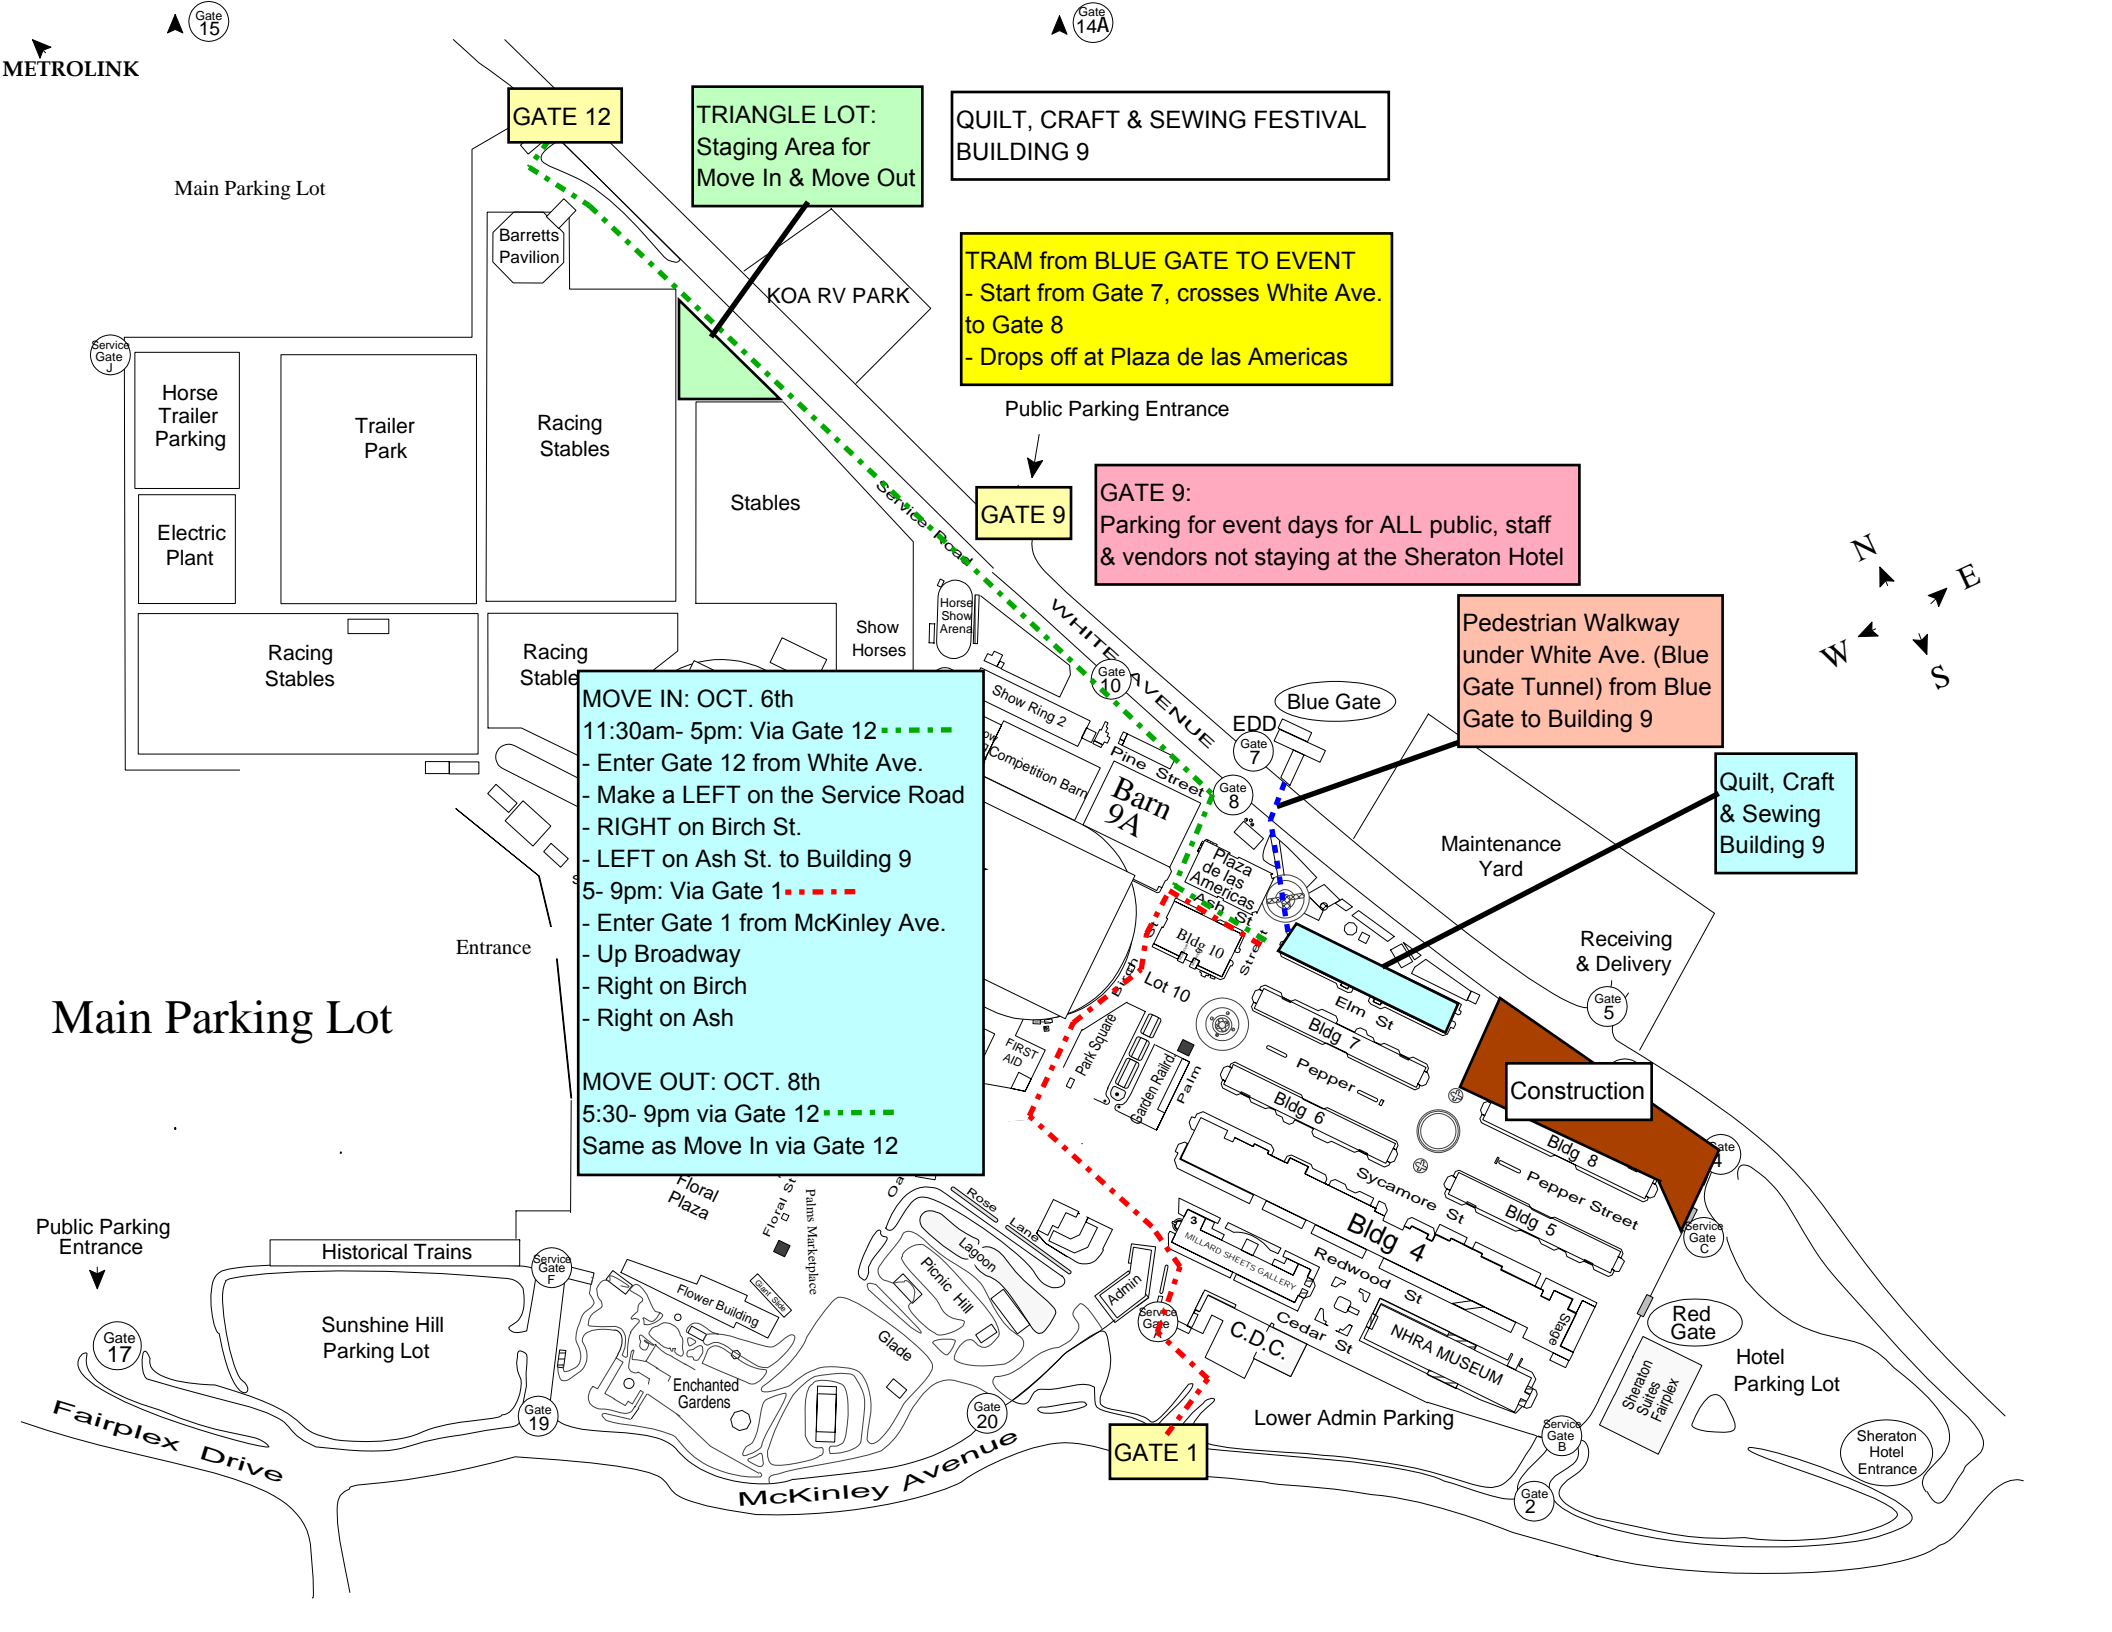 Gate
15
Gate
14A
METROLINK
GATE 12
TRIANGLE LOT:
Staging Area for
Move In & Move Out
QUILT, CRAFT & SEWING FESTIVAL
BUILDING 9
Main Parking Lot
Barretts
Pavilion
KOA RV PARK
TRAM from BLUE GATE TO EVENT
- Start from Gate 7, crosses White Ave.
to Gate 8
- Drops off at Plaza de las Americas
Public Parking Entrance
Service
Gate
J
Horse
Trailer
Parking
Trailer
Park
Racing
Stables
Stables
Service Road
GATE 9
GATE 9:
Parking for event days for ALL public, staff
& vendors not staying at the Sheraton Hotel
Electric
Plant
N
E
W
S
Horse
Show
Arena
Show
Horses
WHITE AVENUE
Pedestrian Walkway
under White Ave. (Blue
Gate Tunnel) from Blue
Gate to Building 9
Racing
Stables
Racing
Stable
Gate
10
Show Ring 2
Blue Gate
EDD
Gate
7
MOVE IN: OCT. 6th
11:30am- 5pm: Via Gate 12
- Enter Gate 12 from White Ave.
- Make a LEFT on the Service Road
- RIGHT on Birch St.
- LEFT on Ash St. to Building 9
5- 9pm: Via Gate 1
- Enter Gate 1 from McKinley Ave.
- Up Broadway
- Right on Birch
- Right on Ash
MOVE OUT: OCT. 8th
5:30- 9pm via Gate 12
Same as Move In via Gate 12
Competition Barn
Pine Street
Barn
9A
Gate
8
Quilt, Craft
& Sewing
Building 9
Maintenance
Yard
Plaza
de las
Americas
Ash St
Bldg 10
Street
Birch St
Lot 10
Entrance
Receiving
& Delivery
Gate
5
Main Parking Lot
Elm St
Bldg 7
FIRST
AID
Park Square
Garden Railrd
Palm
Pepper
Bldg 6
Construction
Bldg 8
Gate
4
Pepper Street
Sycamore St
Bldg 5
Bldg 4
Service
Gate
C
Floral
Plaza
Floral St
Palms Marketplace
Oa
Rose
Lane
Lagoon
Picnic Hill
Admin
3
MILLARD SHEETS GALLERY
Redwood St
Stage
Public Parking
Entrance
Historical Trains
Service
Gate
F
Flower Building
Giant Slide
Glade
Service
Gate
C.D.C.
Cedar St
NHRA MUSEUM
Red
Gate
Gate
17
Sunshine Hill
Parking Lot
Enchanted
Gardens
Sheraton
Suites
Fairplex
Hotel
Parking Lot
Fairplex Drive
Gate
19
Gate
20
McKinley Avenue
GATE 1
Lower Admin Parking
Service
Gate
B
Gate
2
Sheraton
Hotel
Entrance